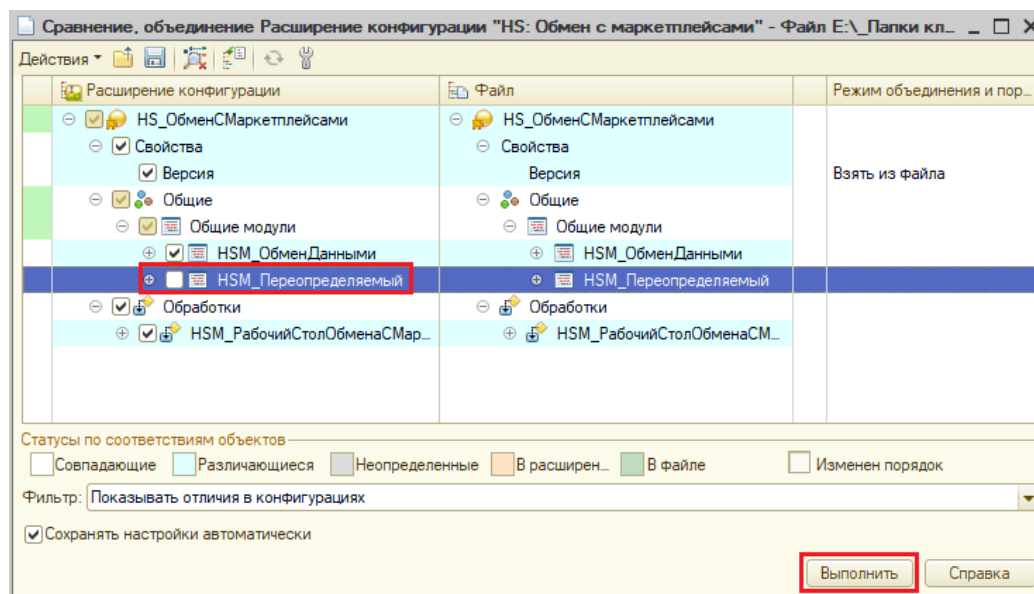 Сравнение, объединение Расширение конфигурации "HS: Обмен с маркетплейсами" - Файл E:\_Папки кл...
Действия
Расширение конфигурации Файл Режим объединения и пор...
HS_ОбменСМаркетплейсами HS_ОбменСМаркетплейсами
Свойства Свойства
Версия Версия Взять из файла
Общие Общие
Общие модули Общие модули
HSM_ОбменДанными HSM_ОбменДанными
HSM_Переопределяемый HSM_Переопределяемый
Обработки Обработки
HSM_РабочийСтолОбменаСМар... HSM_РабочийСтолОбменаСМ...
Статусы по соответствиям объектов
Совпадающие Различающиеся Неопределенные В расширен... В файле Изменен порядок
Фильтр: Показывать отличия в конфигурациях
Сохранять настройки автоматически
Выполнить Справка